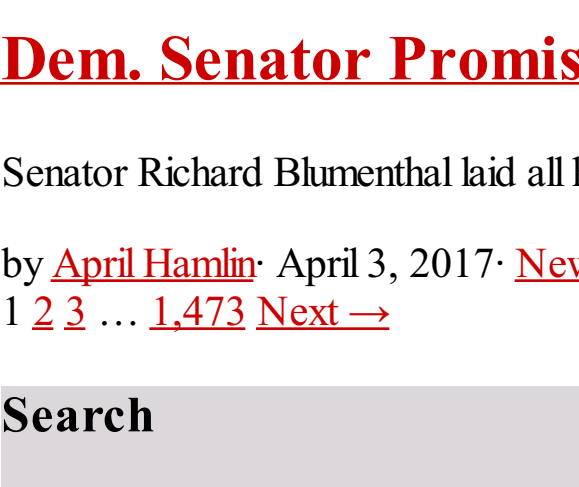 Dem. Senator Promis
Senator Richard Blumenthal laid all
by April Hamlin· April 3, 2017· New
1 2 3 … 1,473 Next →
Search